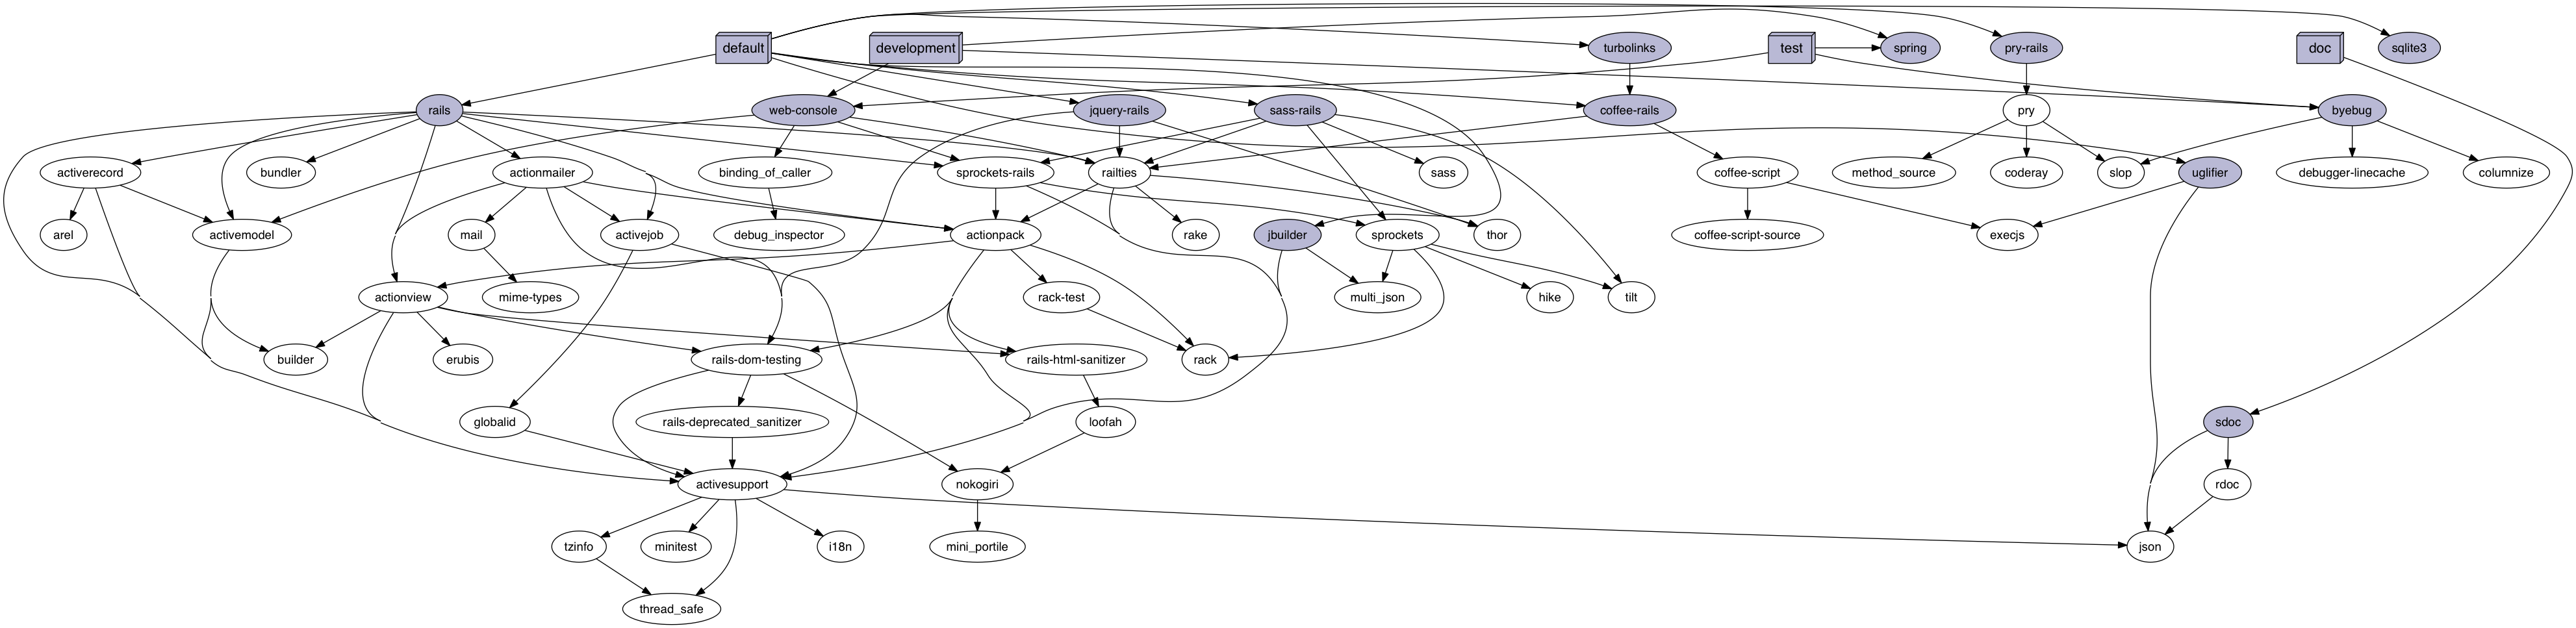 default
development
turbolinks
test
spring
pry-rails
doc
sqlite3
rails
web-console
jquery-rails
sass-rails
coffee-rails
pry
byebug
activerecord
bundler
actionmailer
binding_of_caller
sprockets-rails
railties
sass
coffee-script
method_source
coderay
slop
uglifier
debugger-linecache
columnize
arel
activemodel
mail
activejob
debug_inspector
actionpack
rake
jbuilder
sprockets
thor
coffee-script-source
execjs
actionview
mime-types
rack-test
multi_json
hike
tilt
builder
erubis
rails-dom-testing
rails-html-sanitizer
rack
globalid
rails-deprecated_sanitizer
loofah
sdoc
activesupport
nokogiri
rdoc
tzinfo
minitest
i18n
mini_portile
json
thread_safe